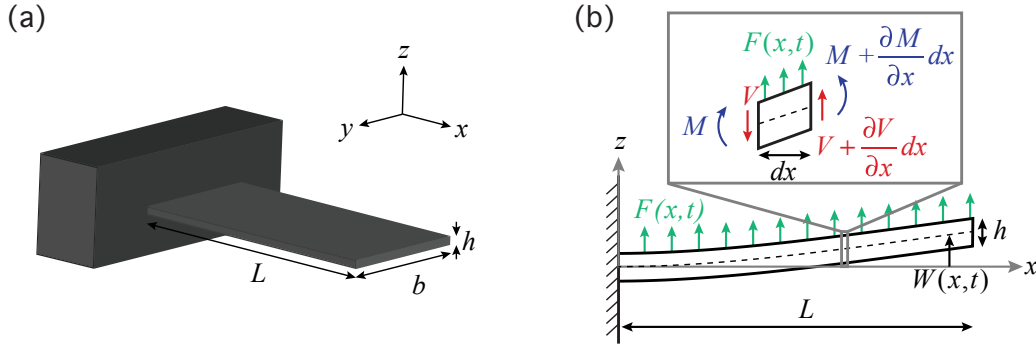 (a)
z
y
x
h
L
b
(b)
F(x,t)
M + ∂M/∂x dx
V
M
V + ∂V/∂x dx
dx
z
F(x,t)
h
x
W(x,t)
L